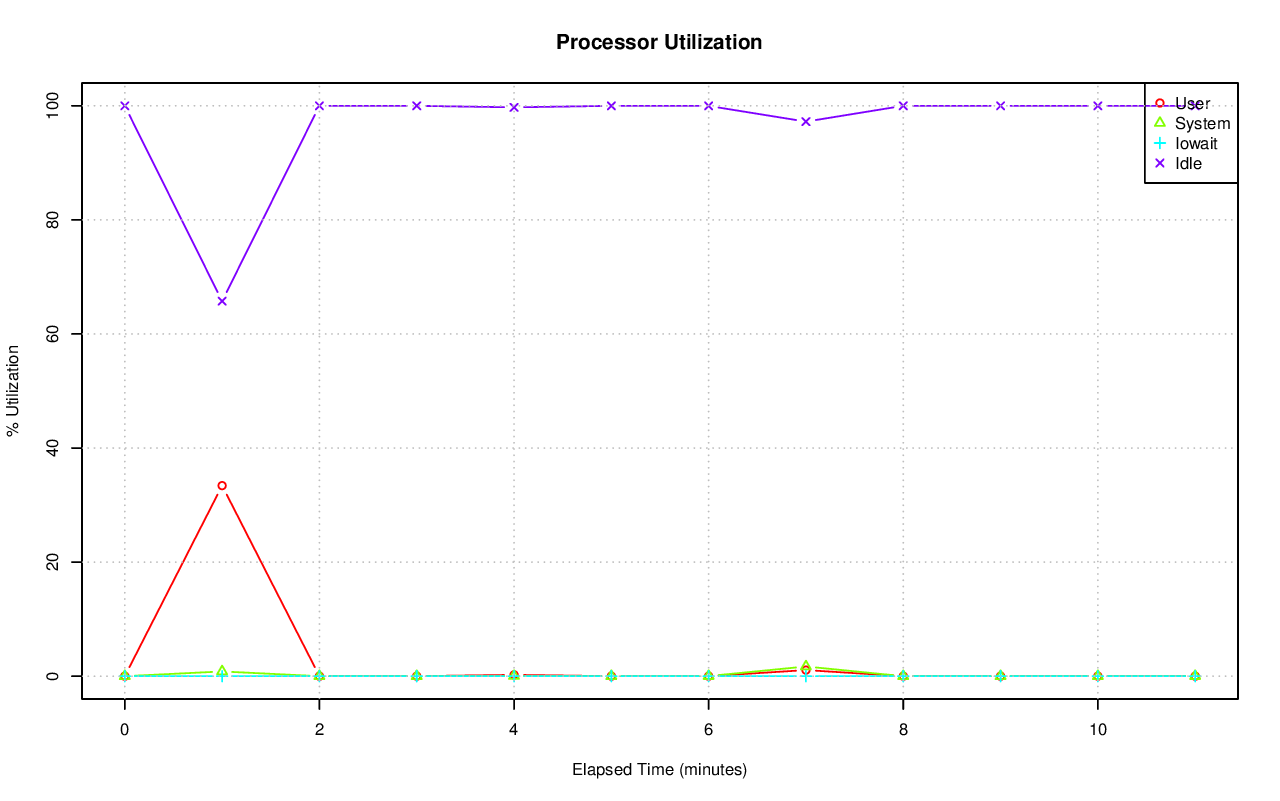 Processor Utilization
100
80
60
40
20
0
% Utilization
User
System
Iowait
Idle
0 2 4 6 8 10
Elapsed Time (minutes)